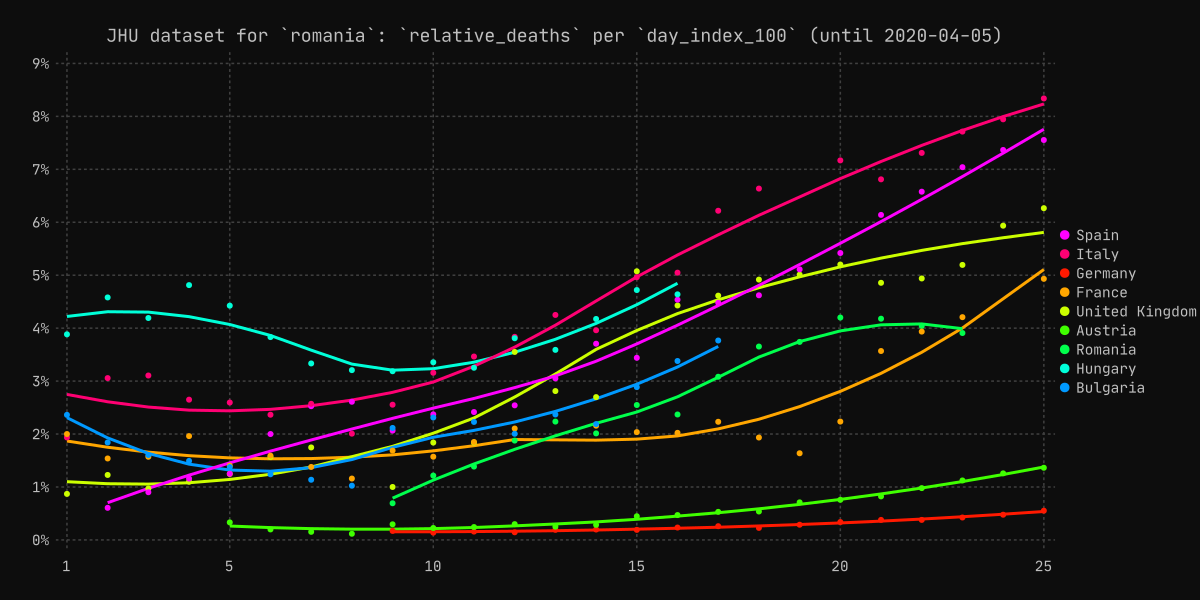 JHU dataset for `romania`: `relative_deaths` per `day_index_100` (until 2020-04-05)
9%
8%
7%
6%
5%
4%
3%
2%
1%
0%
1 5 10 15 20 25
Spain
Italy
Germany
France
United Kingdom
Austria
Romania
Hungary
Bulgaria